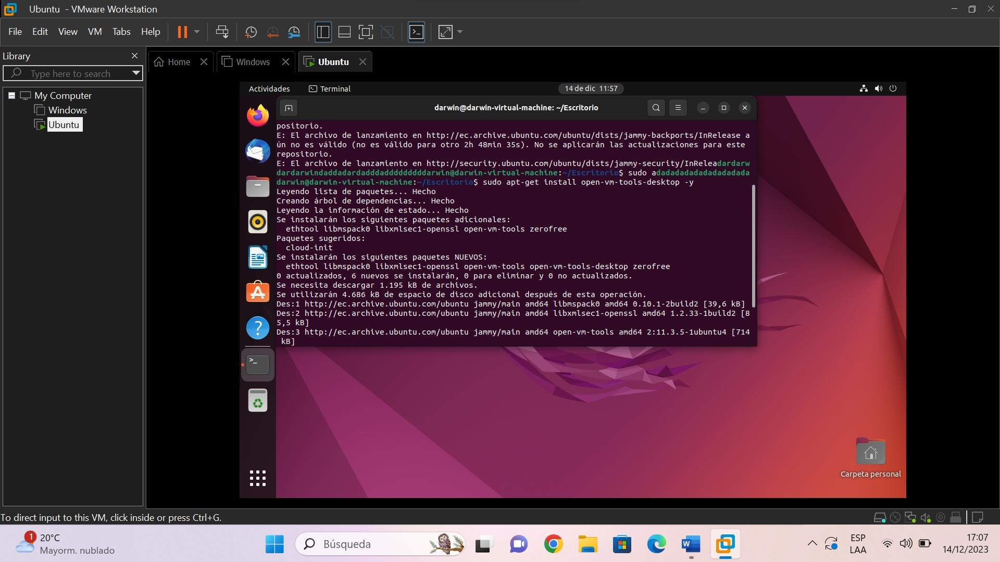 Ubuntu - VMware Workstation
File Edit View VM Tabs Help
Library
Type here to search
My Computer
Windows
Ubuntu
Home
Windows
Ubuntu
Actividades
Terminal
14 de dic 11:57
darwin@darwin-virtual-machine: ~/Escritorio
positorio.
E: El archivo de lanzamiento en http://ec.archive.ubuntu.com/ubuntu/dists/jammy-backports/InRelease a
ún no es válido (no es válido para otro 2h 48min 35s). No se aplicarán las actualizaciones para este
repositorio.
E: El archivo de lanzamiento en http://security.ubuntu.com/ubuntu/dists/jammy-security/InReleadardarw
dardarwindaddadardadddadddddddddarwin@darwin-virtual-machine:~/Escritorio$ sudo adadadadadadadadadada
darwin@darwin-virtual-machine:~/Escritorio$ sudo apt-get install open-vm-tools-desktop -y
Leyendo lista de paquetes... Hecho
Creando árbol de dependencias... Hecho
Leyendo la información de estado... Hecho
Se instalarán los siguientes paquetes adicionales:
ethtool libmspack0 libxmlsec1-openssl open-vm-tools zerofree
Paquetes sugeridos:
cloud-init
Se instalarán los siguientes paquetes NUEVOS:
ethtool libmspack0 libxmlsec1-openssl open-vm-tools open-vm-tools-desktop zerofree
0 actualizados, 6 nuevos se instalarán, 0 para eliminar y 0 no actualizados.
Se necesita descargar 1.195 kB de archivos.
Se utilizarán 4.686 kB de espacio de disco adicional después de esta operación.
Des:1 http://ec.archive.ubuntu.com/ubuntu jammy/main amd64 libmspack0 amd64 0.10.1-2build2 [39,6 kB]
Des:2 http://ec.archive.ubuntu.com/ubuntu jammy/main amd64 libxmlsec1-openssl amd64 1.2.33-1build2 [8
5,5 kB]
Des:3 http://ec.archive.ubuntu.com/ubuntu jammy/main amd64 open-vm-tools amd64 2:11.3.5-1ubuntu4 [714
kB]
Carpeta personal
To direct input to this VM, click inside or press Ctrl+G.
1
20°C
Mayorm. nublado
Búsqueda
ESP
LAA
17:07
14/12/2023